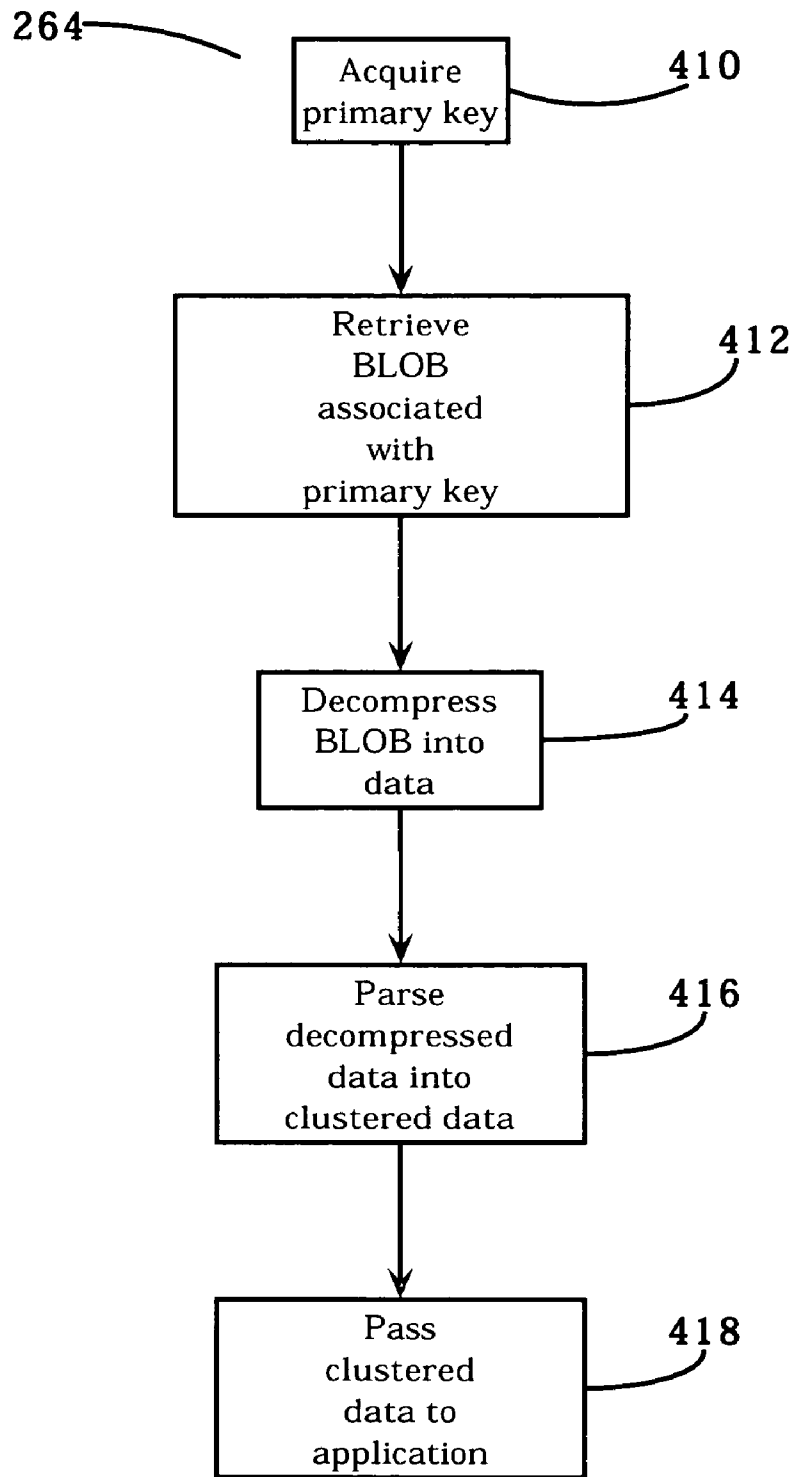 264
Acquire
primary key
410
Retrieve
BLOB
associated
with
primary key
412
Decompress
BLOB into
data
414
Parse
decompressed
data into
clustered data
416
Pass
clustered
data to
application
418